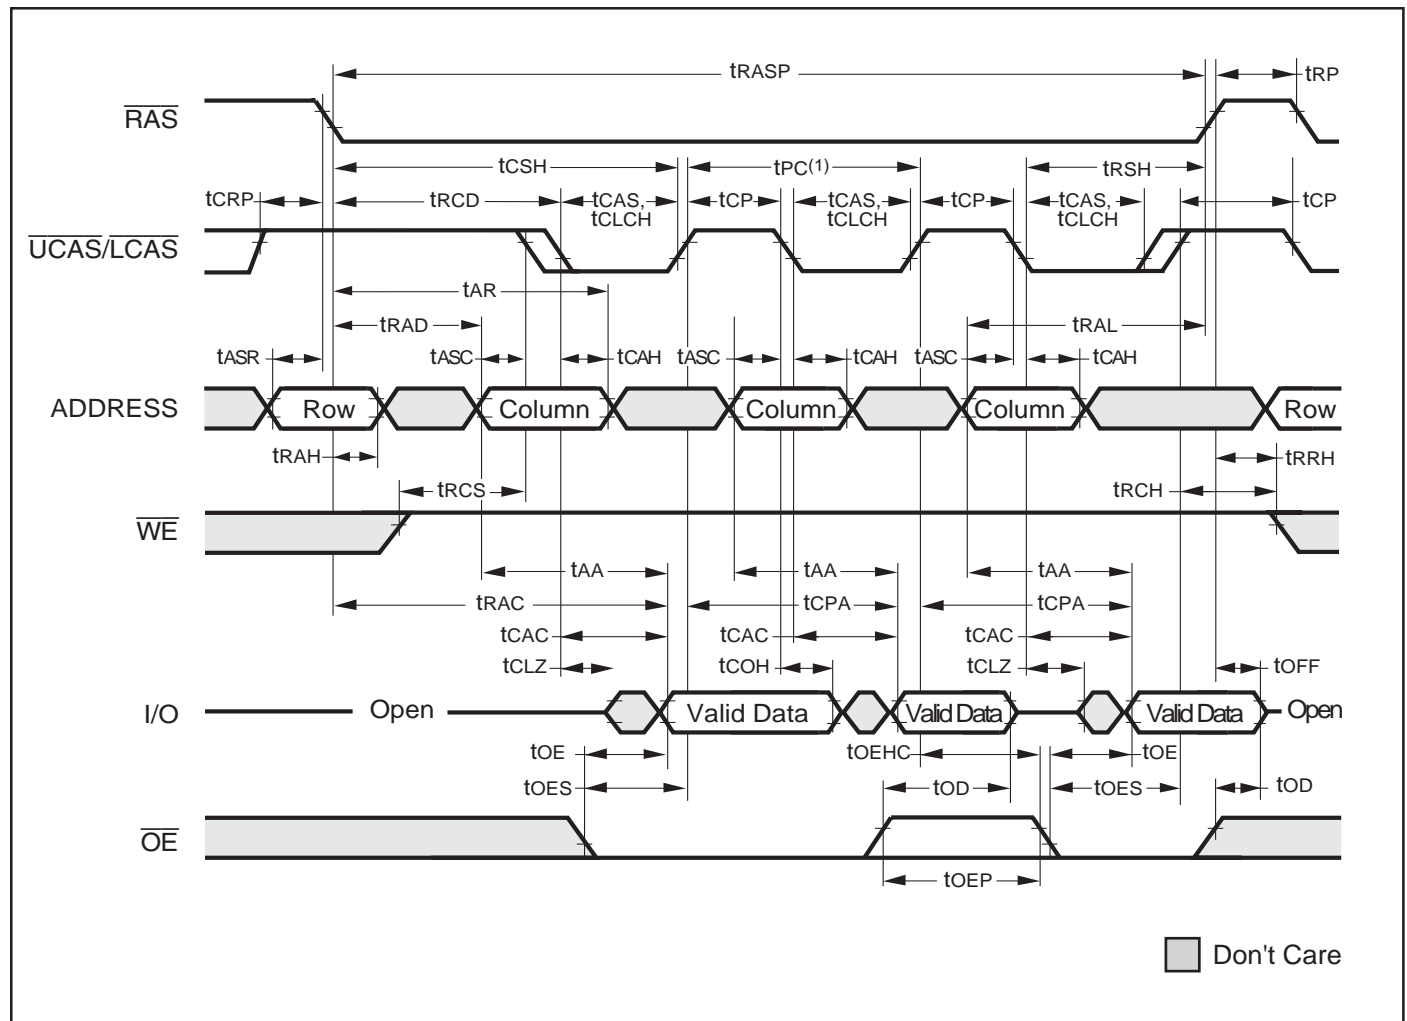 tRASP tRP
RAS
tCSH tPC(1) tRSH
tCRP tRCD tCAS, tCLCH tCP tCAS, tCLCH tCP tCAS, tCLCH tCP
UCAS/LCAS
tAR
tRAD tRAL
tASR tASC tCAH tASC tCAH tASC tCAH
ADDRESS Row Column Column Column Row
tRAH tRRH
tRCS tRCH
WE
tAA tAA tAA
tRAC tCPA tCPA
tCAC tCAC tCAC
tCLZ tCOH tCLZ tOFF
I/O Open Valid Data Valid Data Valid Data Open
tOE tOEHC tOE
tOES tOD tOES tOD
OE
tOEP
Don't Care